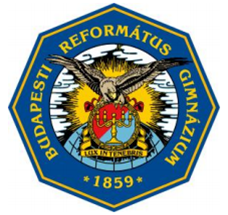 BUDAPESTI REFORMÁTUS GIMNÁZIUM
LUX IN TENEBRIS
*1859*